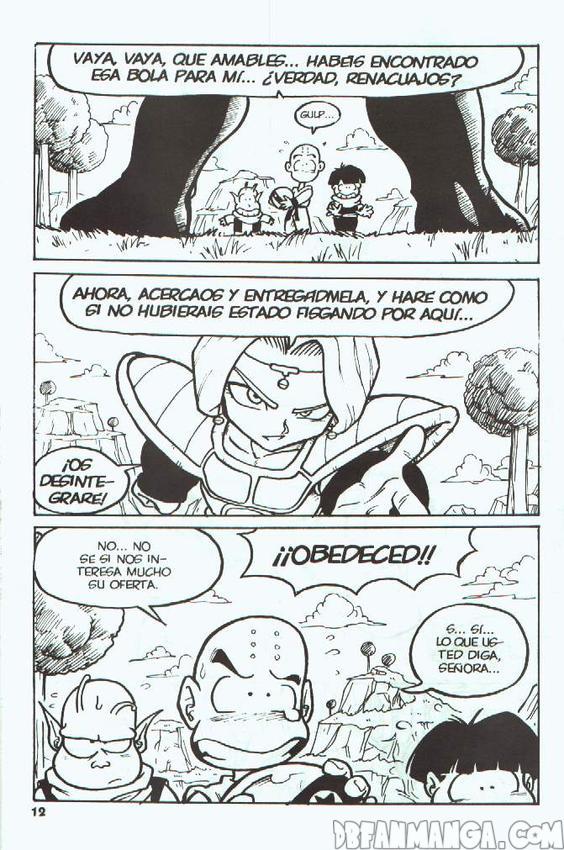 VAYA, VAYA, QUE AMABLES... HABEIS ENCONTRADO
ESA BOLA PARA MÍ... ¿VERDAD, RENACUAJOS?
GULP...
AHORA, ACERCAOS Y ENTREGADMELA, Y HARE COMO
SI NO HUBIERAIS ESTADO FISGANDO POR AQUÍ...
¡OS
DESINTE-
GRARE!
NO... NO
SE SI NOS IN-
TERESA MUCHO
SU OFERTA.
¡¡OBEDECED!!
S... SI...
LO QUE US-
TED DIGA,
SEÑORA...
12
DBFANMANGA.COM